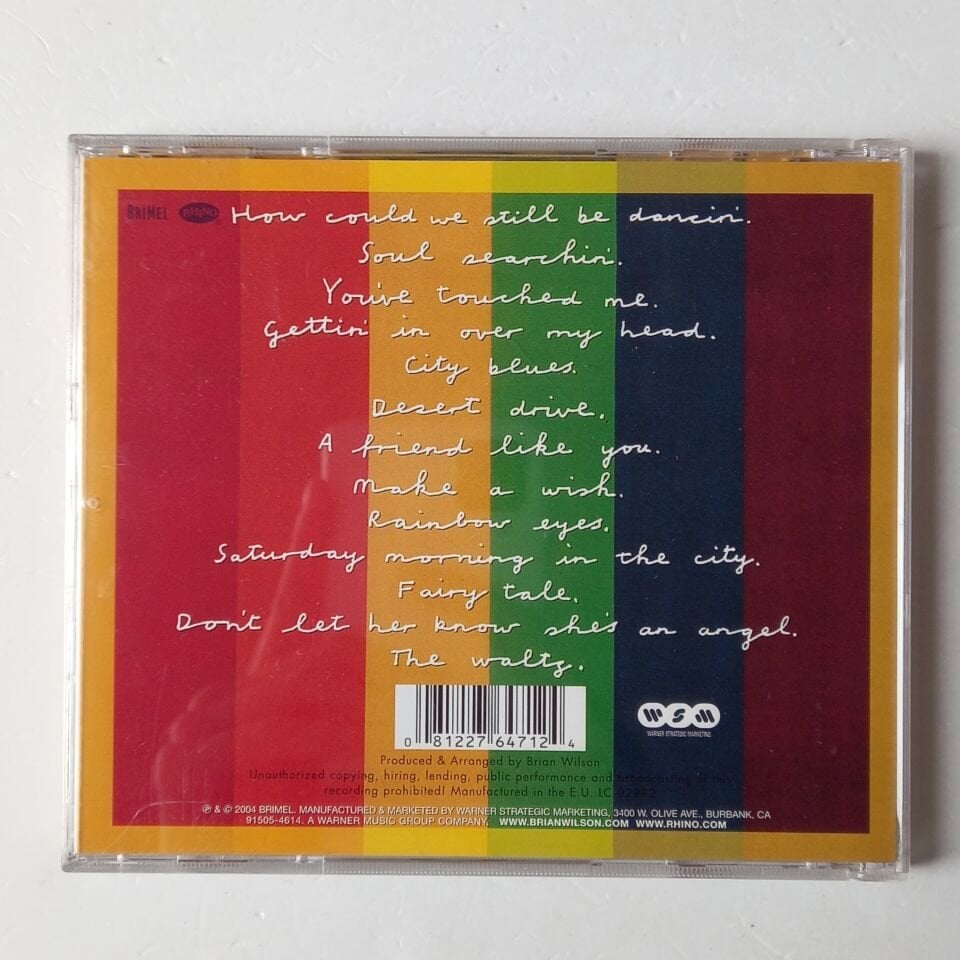 BRIMEL RHINO How could we still be dancin'.
Soul searchin'.
You've touched me.
Gettin' in over my head.
City blues.
Desert drive.
A friend like you.
Make a wish.
Rainbow eyes.
Saturday morning in the city.
Fairy tale.
Don't let her know she's an angel.
The waltz.
0 81227 64712 4
WSM
WARNER STRATEGIC MARKETING
Produced & Arranged by Brian Wilson
Unauthorized copying, hiring, lending, public performance and broadcasting of this
recording prohibited! Manufactured in the E.U. LC 02982
℗ & © 2004 BRIMEL. MANUFACTURED & MARKETED BY WARNER STRATEGIC MARKETING, 3400 W. OLIVE AVE., BURBANK, CA
91505-4614. A WARNER MUSIC GROUP COMPANY. WWW.BRIANWILSON.COM WWW.RHINO.COM